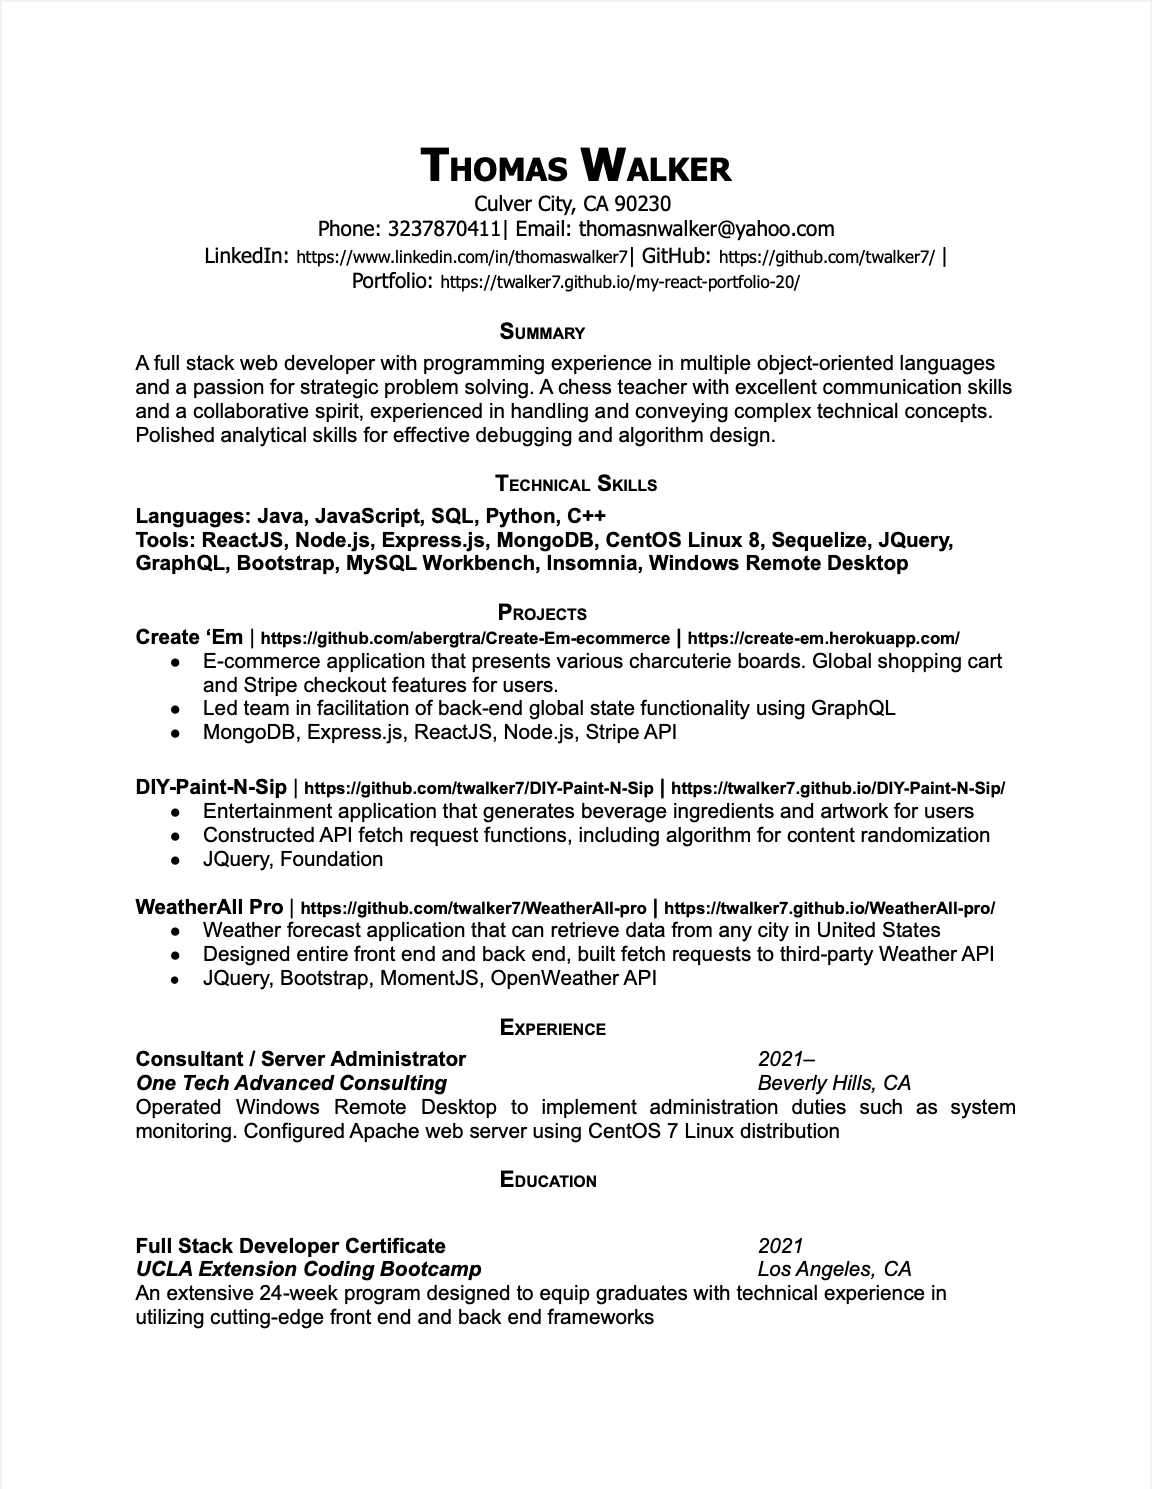 THOMAS WALKER
Culver City, CA 90230
Phone: 3237870411| Email: thomasnwalker@yahoo.com
LinkedIn: https://www.linkedin.com/in/thomaswalker7| GitHub: https://github.com/twalker7/ |
Portfolio: https://twalker7.github.io/my-react-portfolio-20/
SUMMARY
A full stack web developer with programming experience in multiple object-oriented languages
and a passion for strategic problem solving. A chess teacher with excellent communication skills
and a collaborative spirit, experienced in handling and conveying complex technical concepts.
Polished analytical skills for effective debugging and algorithm design.
TECHNICAL SKILLS
Languages: Java, JavaScript, SQL, Python, C++
Tools: ReactJS, Node.js, Express.js, MongoDB, CentOS Linux 8, Sequelize, JQuery,
GraphQL, Bootstrap, MySQL Workbench, Insomnia, Windows Remote Desktop
PROJECTS
Create ‘Em | https://github.com/abergtra/Create-Em-ecommerce | https://create-em.herokuapp.com/
● E-commerce application that presents various charcuterie boards. Global shopping cart
and Stripe checkout features for users.
● Led team in facilitation of back-end global state functionality using GraphQL
● MongoDB, Express.js, ReactJS, Node.js, Stripe API
DIY-Paint-N-Sip | https://github.com/twalker7/DIY-Paint-N-Sip | https://twalker7.github.io/DIY-Paint-N-Sip/
● Entertainment application that generates beverage ingredients and artwork for users
● Constructed API fetch request functions, including algorithm for content randomization
● JQuery, Foundation
WeatherAll Pro | https://github.com/twalker7/WeatherAll-pro | https://twalker7.github.io/WeatherAll-pro/
● Weather forecast application that can retrieve data from any city in United States
● Designed entire front end and back end, built fetch requests to third-party Weather API
● JQuery, Bootstrap, MomentJS, OpenWeather API
EXPERIENCE
Consultant / Server Administrator 2021–
One Tech Advanced Consulting Beverly Hills, CA
Operated Windows Remote Desktop to implement administration duties such as system
monitoring. Configured Apache web server using CentOS 7 Linux distribution
EDUCATION
Full Stack Developer Certificate 2021
UCLA Extension Coding Bootcamp Los Angeles, CA
An extensive 24-week program designed to equip graduates with technical experience in
utilizing cutting-edge front end and back end frameworks